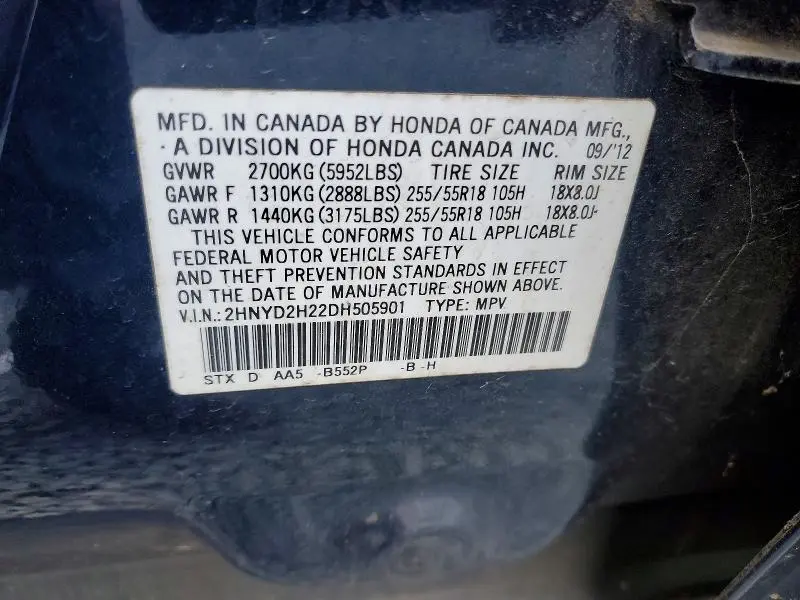 MFD. IN CANADA BY HONDA OF CANADA MFG.,
A DIVISION OF HONDA CANADA INC. 09/'12
GVWR 2700KG (5952LBS) TIRE SIZE RIM SIZE
GAWR F 1310KG (2888LBS) 255/55R18 105H 18X8.0J
GAWR R 1440KG (3175LBS) 255/55R18 105H 18X8.0J
THIS VEHICLE CONFORMS TO ALL APPLICABLE
FEDERAL MOTOR VEHICLE SAFETY
AND THEFT PREVENTION STANDARDS IN EFFECT
ON THE DATE OF MANUFACTURE SHOWN ABOVE.
V.I.N.: 2HNYD2H22DH505901 TYPE: MPV
STX D AA5 -B552P -B -H